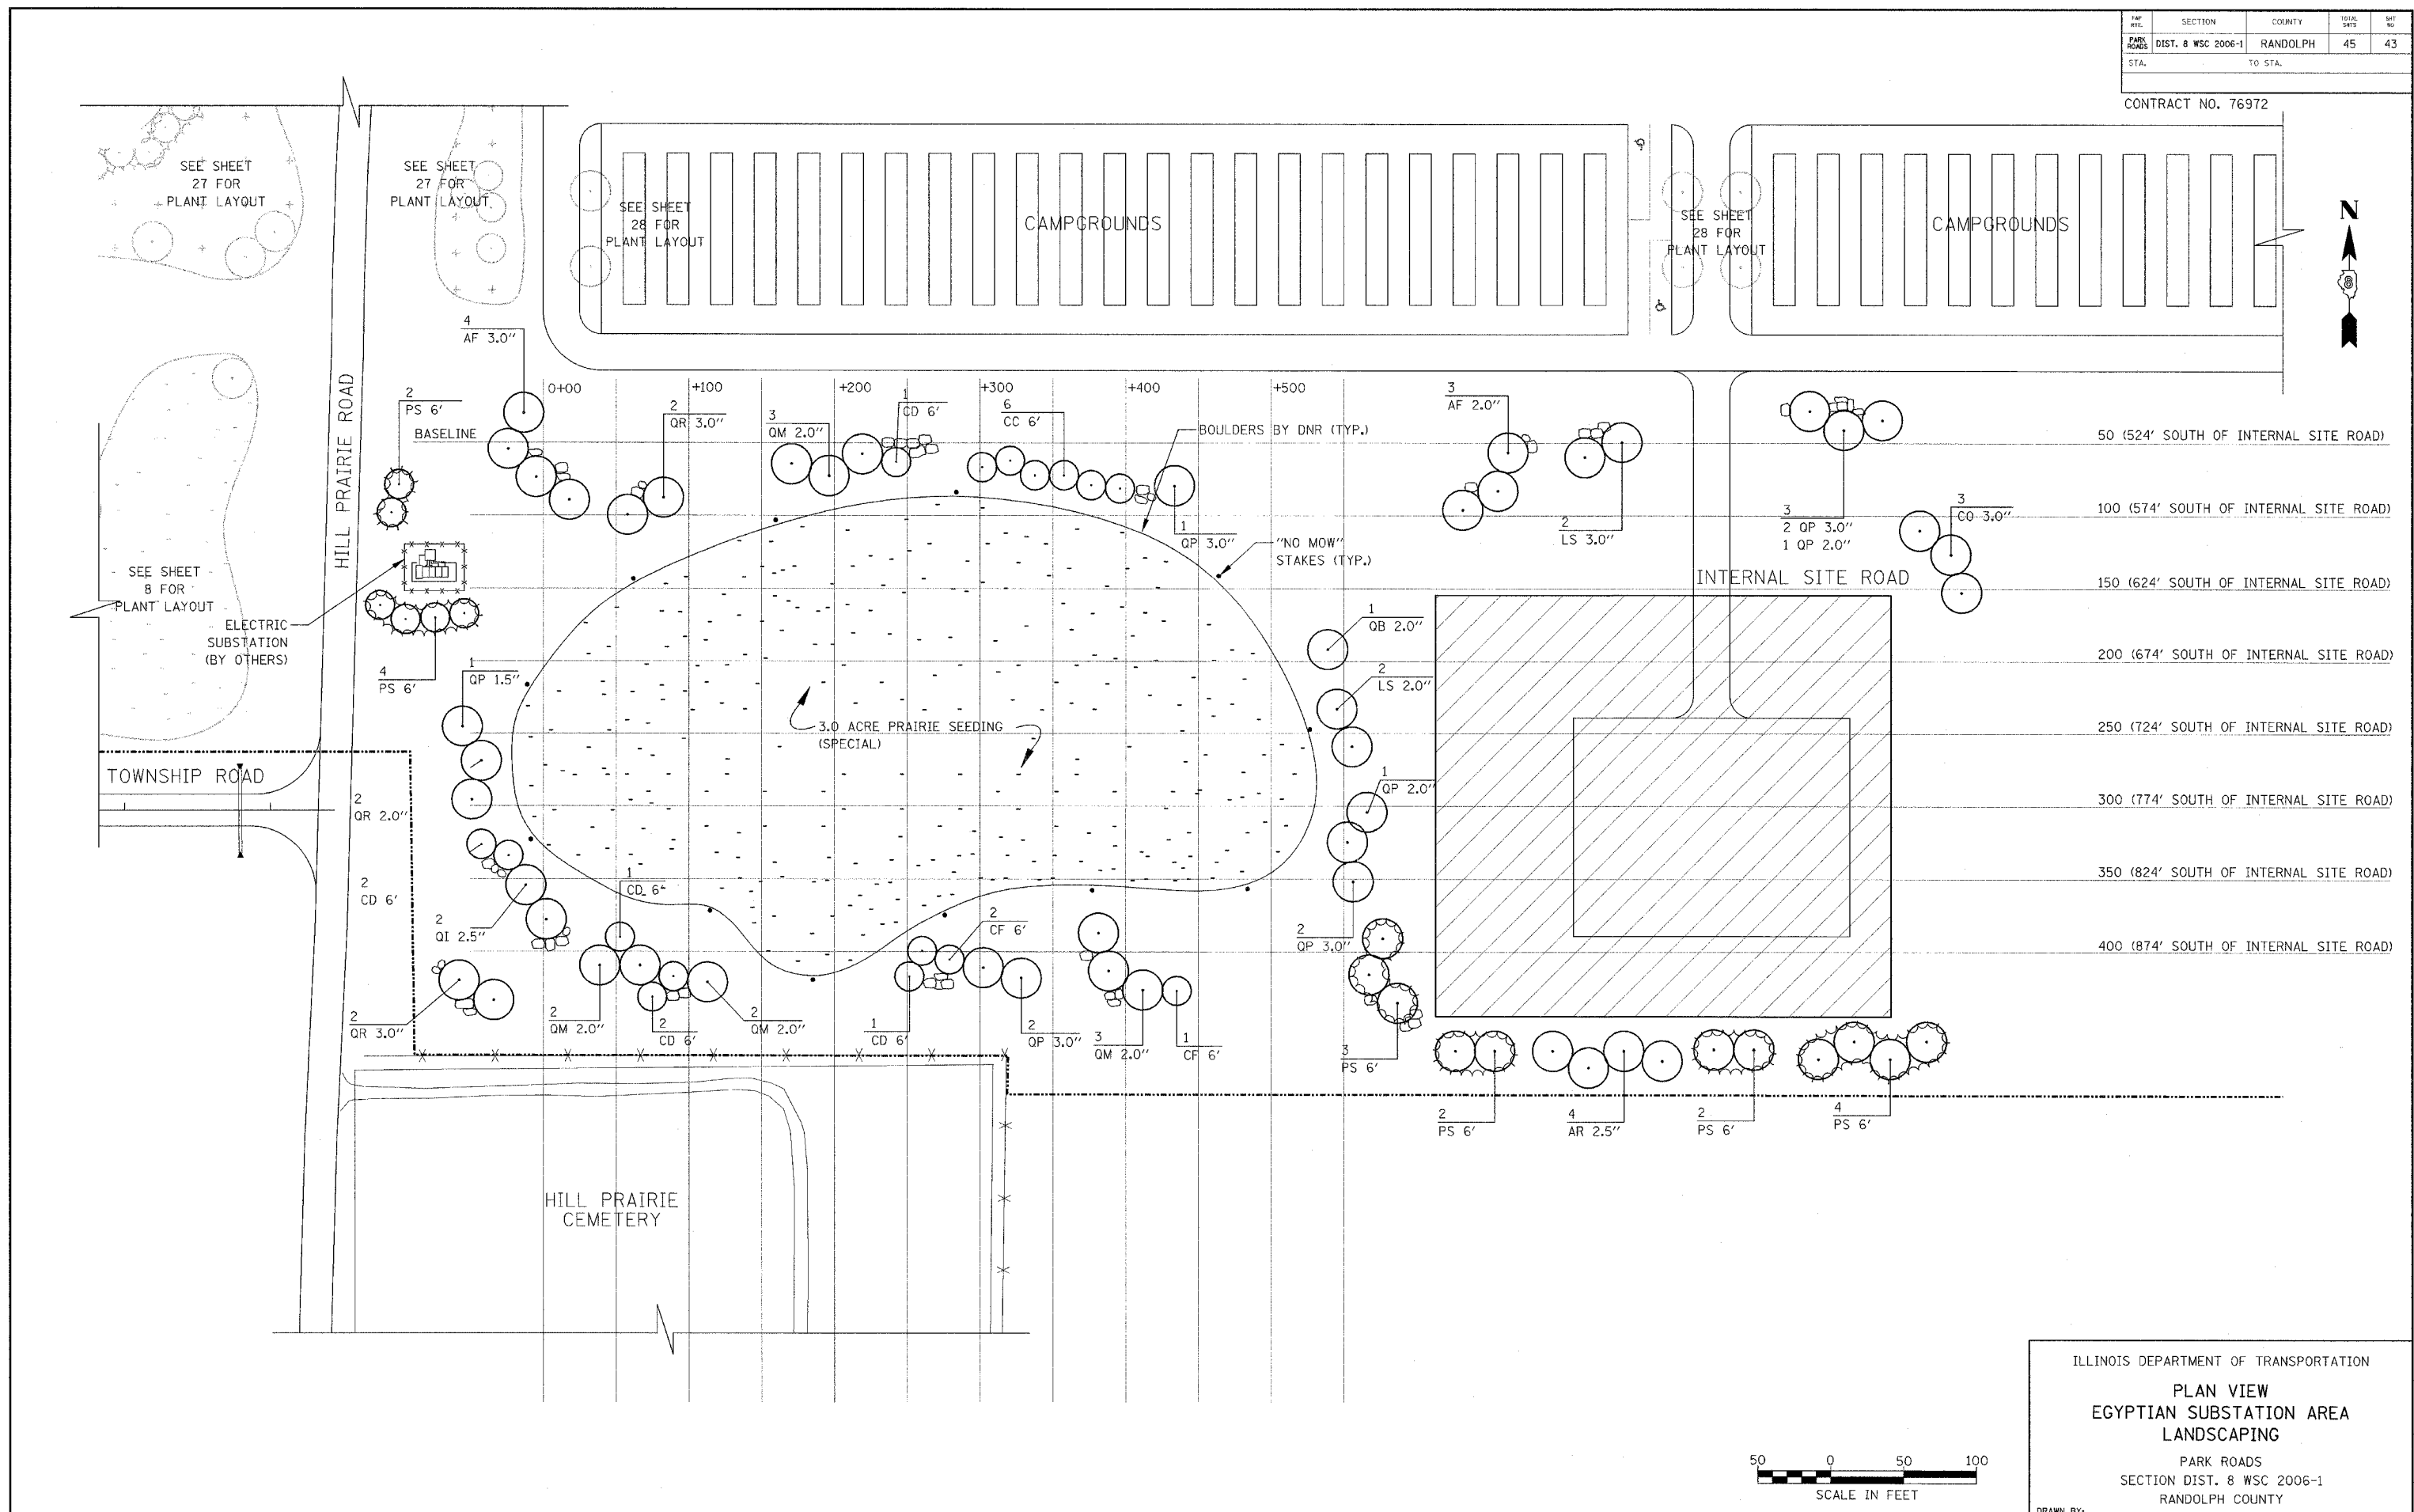 FAP RTE. SECTION COUNTY TOTAL SHTS SHT NO
PARK ROADS DIST. 8 WSC 2006-1 RANDOLPH 45 43
STA. TO STA.
CONTRACT NO. 76972
SEE SHEET
27 FOR
PLANT LAYOUT
SEE SHEET
27 FOR
PLANT LAYOUT
SEE SHEET
28 FOR
PLANT LAYOUT
CAMPGROUNDS
SEE SHEET
28 FOR
PLANT LAYOUT
CAMPGROUNDS
N
8
4
AF 3.0"
HILL PRAIRIE ROAD
2
PS 6'
BASELINE
0+00 +100 +200 +300 +400 +500
2
QR 3.0"
3
QM 2.0"
1
CD 6'
6
CC 6'
BOULDERS BY DNR (TYP.)
3
AF 2.0"
50 (524' SOUTH OF INTERNAL SITE ROAD)
1
QP 3.0"
"NO MOW"
STAKES (TYP.)
2
LS 3.0"
3
2 QP 3.0"
1 QP 2.0"
3
CO 3.0"
100 (574' SOUTH OF INTERNAL SITE ROAD)
INTERNAL SITE ROAD
150 (624' SOUTH OF INTERNAL SITE ROAD)
SEE SHEET
8 FOR
PLANT LAYOUT
ELECTRIC
SUBSTATION
(BY OTHERS)
4
PS 6'
1
QP 1.5"
1
QB 2.0"
200 (674' SOUTH OF INTERNAL SITE ROAD)
2
LS 2.0"
3.0 ACRE PRAIRIE SEEDING
(SPECIAL)
250 (724' SOUTH OF INTERNAL SITE ROAD)
TOWNSHIP ROAD
2
QR 2.0"
1
QP 2.0"
300 (774' SOUTH OF INTERNAL SITE ROAD)
2
CD 6'
1
CD 6'
350 (824' SOUTH OF INTERNAL SITE ROAD)
2
QI 2.5"
2
CF 6'
2
QP 3.0"
400 (874' SOUTH OF INTERNAL SITE ROAD)
2
QR 3.0"
2
QM 2.0"
2
CD 6'
2
QM 2.0"
1
CD 6'
2
QP 3.0"
3
QM 2.0"
1
CF 6'
3
PS 6'
2
PS 6'
4
AR 2.5"
2
PS 6'
4
PS 6'
HILL PRAIRIE
CEMETERY
50 0 50 100
SCALE IN FEET
ILLINOIS DEPARTMENT OF TRANSPORTATION
PLAN VIEW
EGYPTIAN SUBSTATION AREA
LANDSCAPING
PARK ROADS
SECTION DIST. 8 WSC 2006-1
RANDOLPH COUNTY
DRAWN BY: